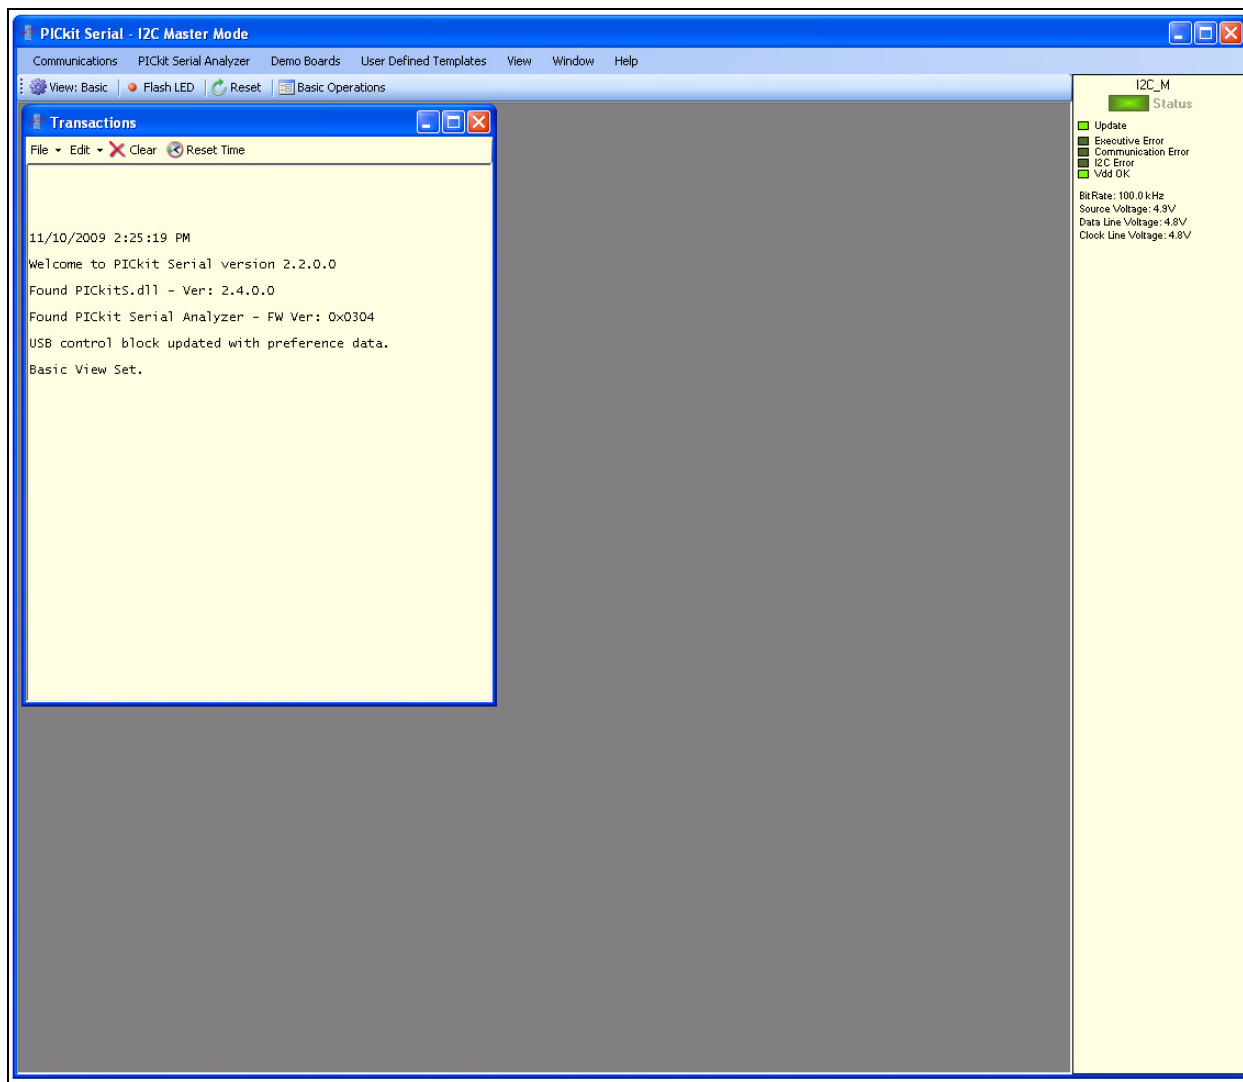 PICkit Serial - I2C Master Mode
Communications PICkit Serial Analyzer Demo Boards User Defined Templates View Window Help
View: Basic Flash LED Reset Basic Operations
Transactions
File Edit Clear Reset Time
11/10/2009 2:25:19 PM
Welcome to PICkit Serial version 2.2.0.0
Found PICkitS.dll - Ver: 2.4.0.0
Found PICkit Serial Analyzer - FW Ver: 0x0304
USB control block updated with preference data.
Basic View Set.
I2C_M
Status
Update
Executive Error
Communication Error
I2C Error
Vdd OK
BitRate: 100.0 kHz
Source Voltage: 4.9V
Data Line Voltage: 4.8V
Clock Line Voltage: 4.8V